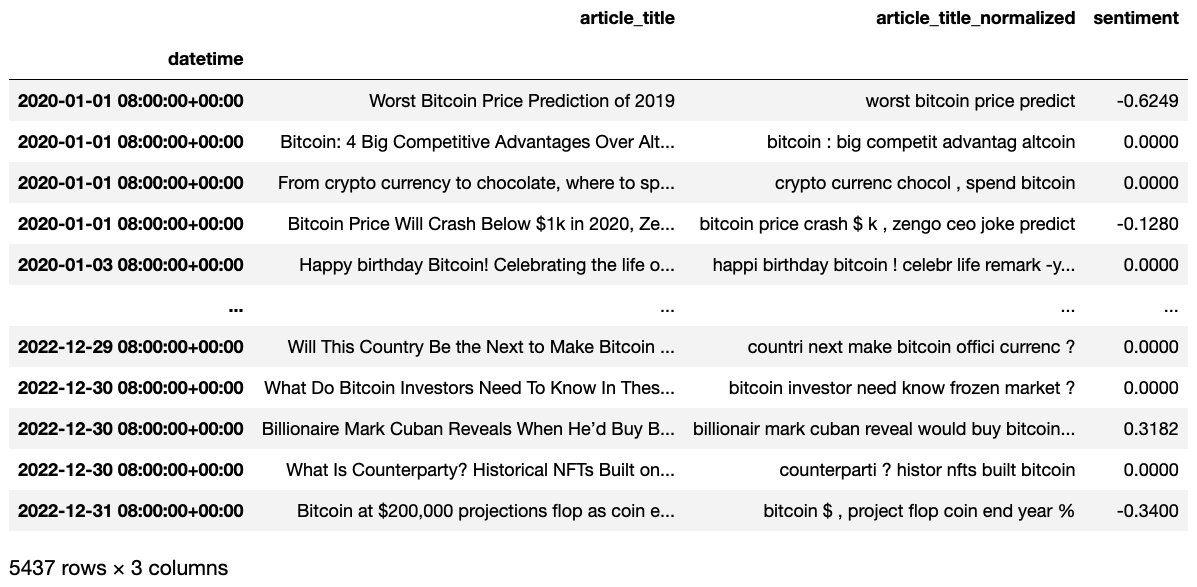 article_title article_title_normalized sentiment
datetime
2020-01-01 08:00:00+00:00 Worst Bitcoin Price Prediction of 2019 worst bitcoin price predict -0.6249
2020-01-01 08:00:00+00:00 Bitcoin: 4 Big Competitive Advantages Over Alt... bitcoin : big competit advantag altcoin 0.0000
2020-01-01 08:00:00+00:00 From crypto currency to chocolate, where to sp... crypto currenc chocol , spend bitcoin 0.0000
2020-01-01 08:00:00+00:00 Bitcoin Price Will Crash Below $1k in 2020, Ze... bitcoin price crash $ k , zengo ceo joke predict -0.1280
2020-01-03 08:00:00+00:00 Happy birthday Bitcoin! Celebrating the life o... happi birthday bitcoin ! celebr life remark -y... 0.0000
... ... ... ...
2022-12-29 08:00:00+00:00 Will This Country Be the Next to Make Bitcoin ... countri next make bitcoin offici currenc ? 0.0000
2022-12-30 08:00:00+00:00 What Do Bitcoin Investors Need To Know In Thes... bitcoin investor need know frozen market ? 0.0000
2022-12-30 08:00:00+00:00 Billionaire Mark Cuban Reveals When He’d Buy B... billionair mark cuban reveal would buy bitcoin... 0.3182
2022-12-30 08:00:00+00:00 What Is Counterparty? Historical NFTs Built on... counterparti ? histor nfts built bitcoin 0.0000
2022-12-31 08:00:00+00:00 Bitcoin at $200,000 projections flop as coin e... bitcoin $ , project flop coin end year % -0.3400
5437 rows × 3 columns